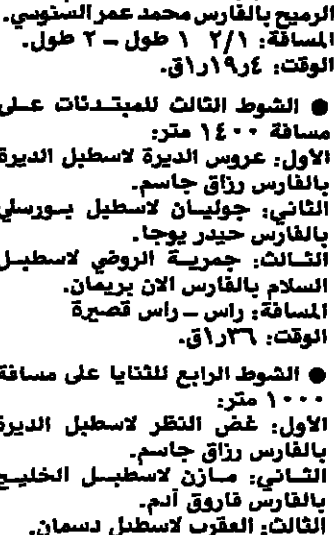 الرميح بالفارس محمد عمر السنوسي.
المسافة: ٢/١ ١ طول – ٢ طول.
الوقت: ٤ر١٩ر١ق.
● الشوط الثالث للمبتدئات على
مسافة ١٤٠٠ متر:
الأول: عروس الديرة لاسطبل الديرة
بالفارس رزاق جاسم.
الثاني: جوليان لاسطبل بورسلي
بالفارس حيدر يوجا.
الثالث: جمرية الروضي لاسطبل
السلام بالفارس الان بريمان.
المسافة: راس – راس قصيرة
الوقت: ٣٦ر١ق.
● الشوط الرابع للثنايا على مسافة
١٠٠٠ متر:
الأول: غض النظر لاسطبل الديرة
بالفارس رزاق جاسم.
الثاني: مازن لاسطبل الخليج
بالفارس فاروق آدم.
الثالث: العقرب لاسطبل دسمان.